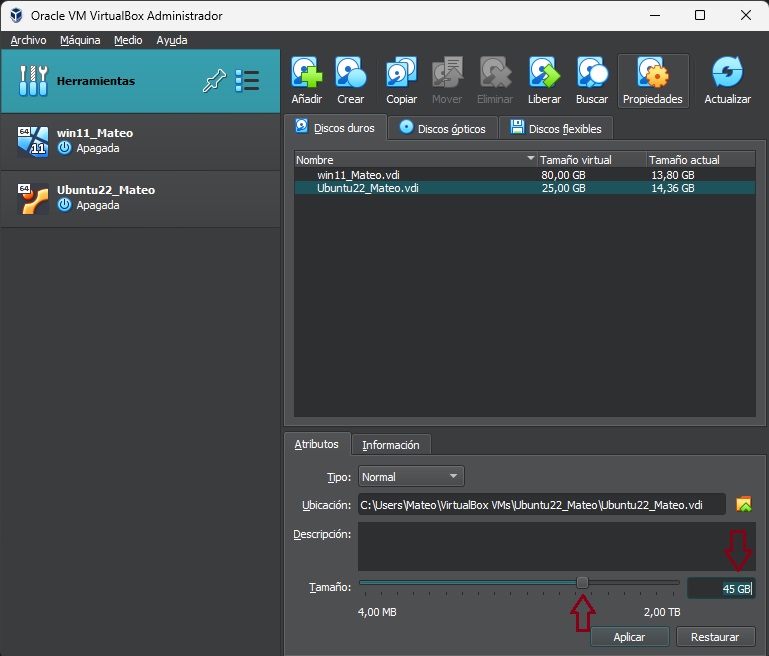 Oracle VM VirtualBox Administrador
Archivo Máquina Medio Ayuda
Herramientas
64
11
win11_Mateo
Apagada
64
Ubuntu22_Mateo
Apagada
Añadir Crear Copiar Mover Eliminar Liberar Buscar Propiedades Actualizar
Discos duros Discos ópticos Discos flexibles
Nombre Tamaño virtual Tamaño actual
win11_Mateo.vdi 80,00 GB 13,80 GB
Ubuntu22_Mateo.vdi 25,00 GB 14,36 GB
Atributos Información
Tipo: Normal
Ubicación: C:\Users\Mateo\VirtualBox VMs\Ubuntu22_Mateo\Ubuntu22_Mateo.vdi
Descripción:
Tamaño: 45 GB
4,00 MB 2,00 TB
Aplicar Restaurar